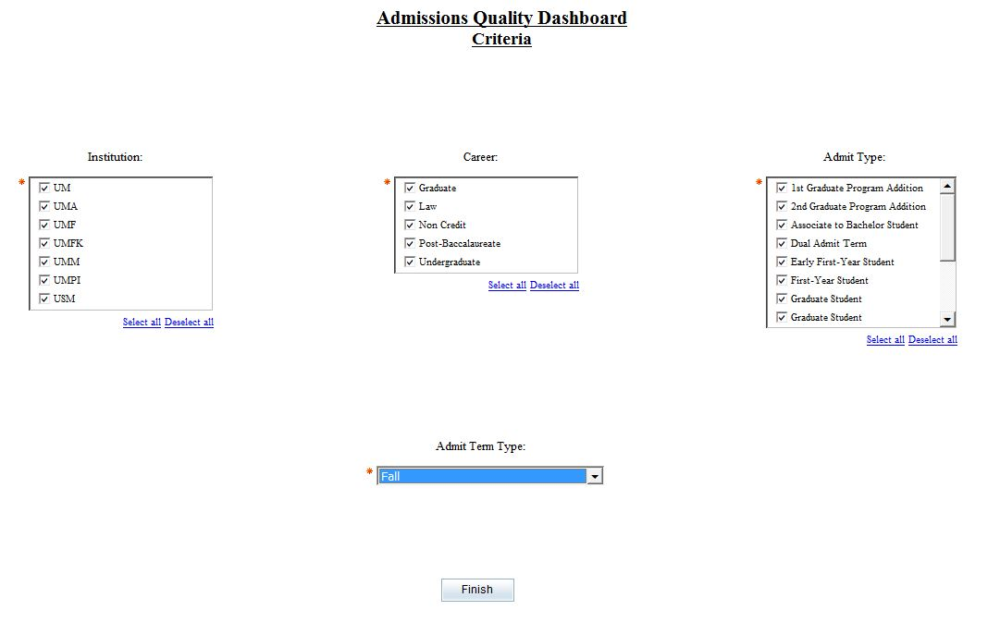 Admissions Quality Dashboard
Criteria
Institution:
* UM
UMA
UMF
UMFK
UMM
UMPI
USM
Select all Deselect all
Career:
* Graduate
Law
Non Credit
Post-Baccalaureate
Undergraduate
Select all Deselect all
Admit Type:
* 1st Graduate Program Addition
2nd Graduate Program Addition
Associate to Bachelor Student
Dual Admit Term
Early First-Year Student
First-Year Student
Graduate Student
Graduate Student
Select all Deselect all
Admit Term Type:
* Fall
Finish